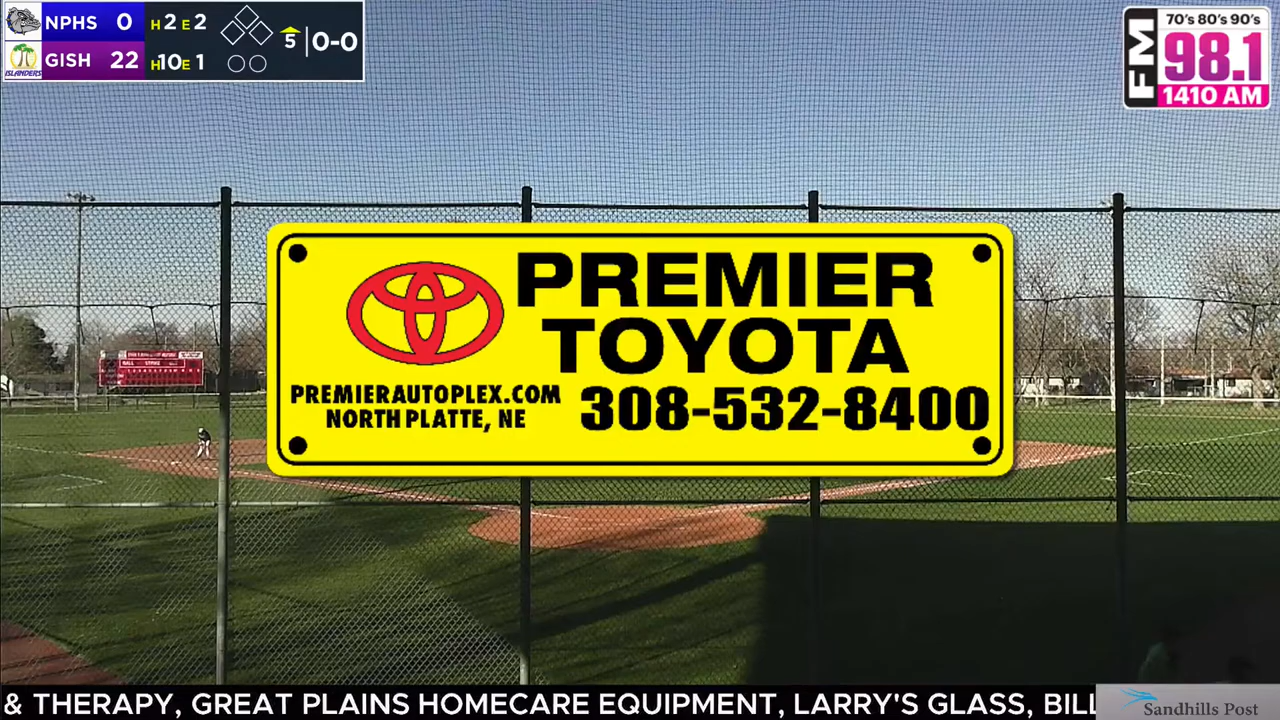 NPHS 0 H 2 E 2
ISLANDERS
GISH 22 H10E 1
5 0-0
70's 80's 90's
FM 98.1
1410 AM
PREMIER
TOYOTA
PREMIERAUTOPLEX.COM
NORTH PLATTE, NE
308-532-8400
& THERAPY, GREAT PLAINS HOMECARE EQUIPMENT, LARRY'S GLASS, BILL
Sandhills Post